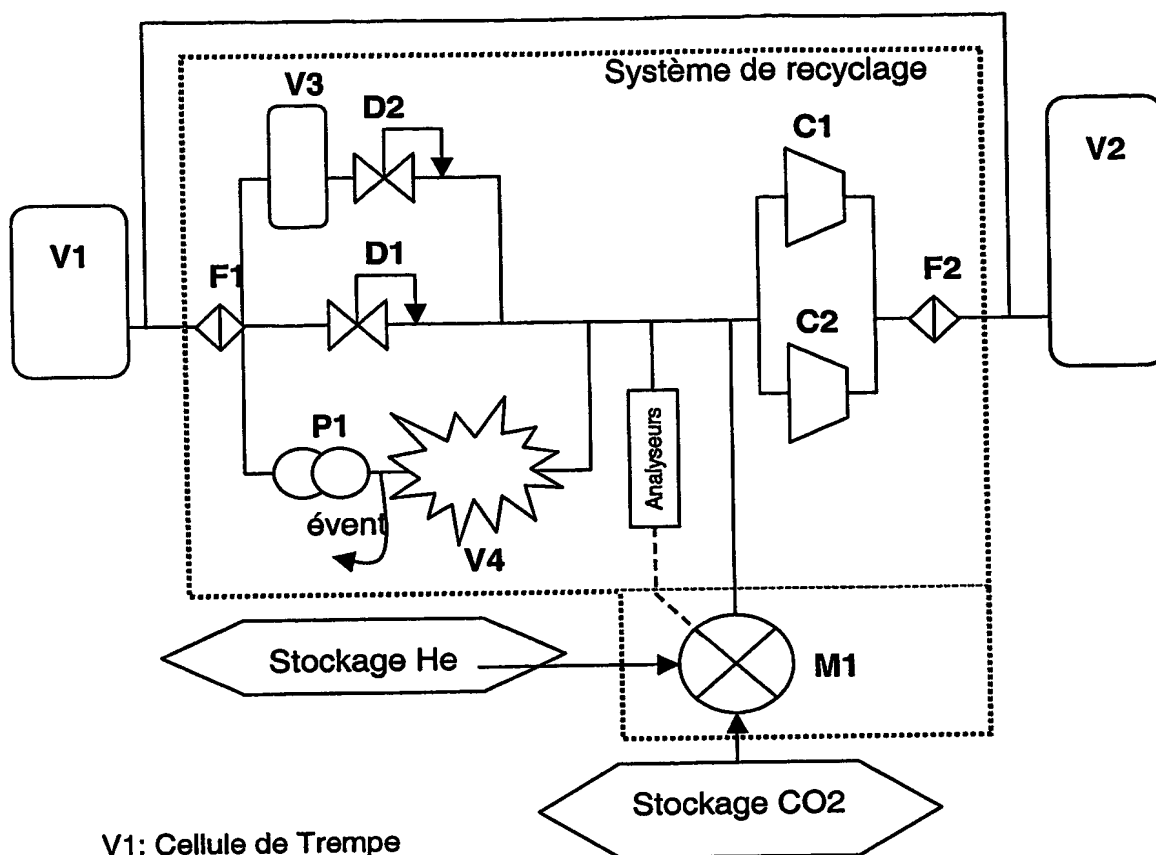 Système de recyclage
V3
D2
C1
V2
V1
F1
D1
F2
C2
P1
Analyseurs
évent
V4
Stockage He
M1
Stockage CO2
V1: Cellule de Trempe